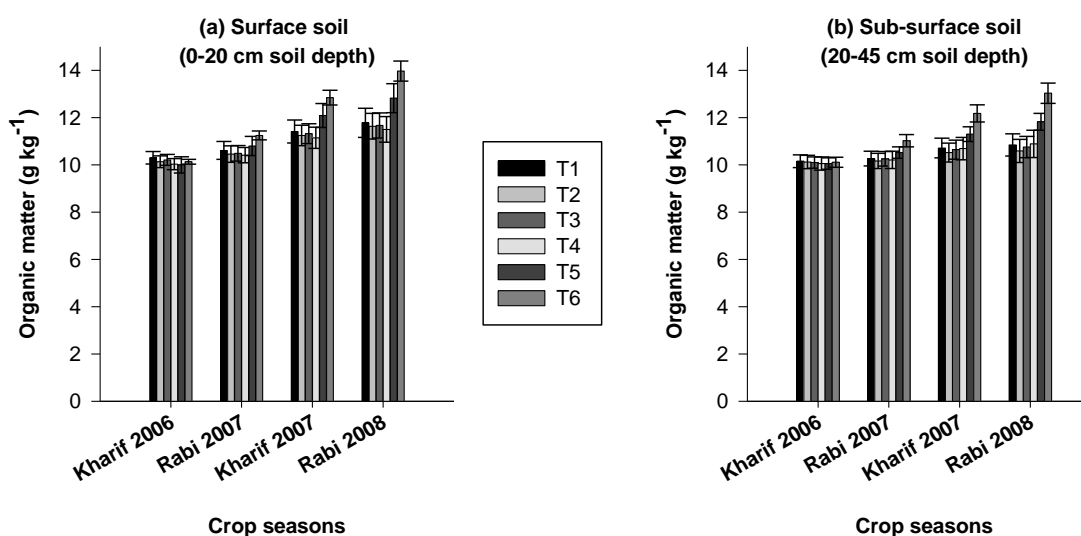 (a) Surface soil
(0-20 cm soil depth)
Organic matter (g kg⁻¹)
14
12
10
8
6
4
2
0
Kharif 2006
Rabi 2007
Kharif 2007
Rabi 2008
Crop seasons
T1
T2
T3
T4
T5
T6
(b) Sub-surface soil
(20-45 cm soil depth)
Organic matter (g kg⁻¹)
14
12
10
8
6
4
2
0
Kharif 2006
Rabi 2007
Kharif 2007
Rabi 2008
Crop seasons